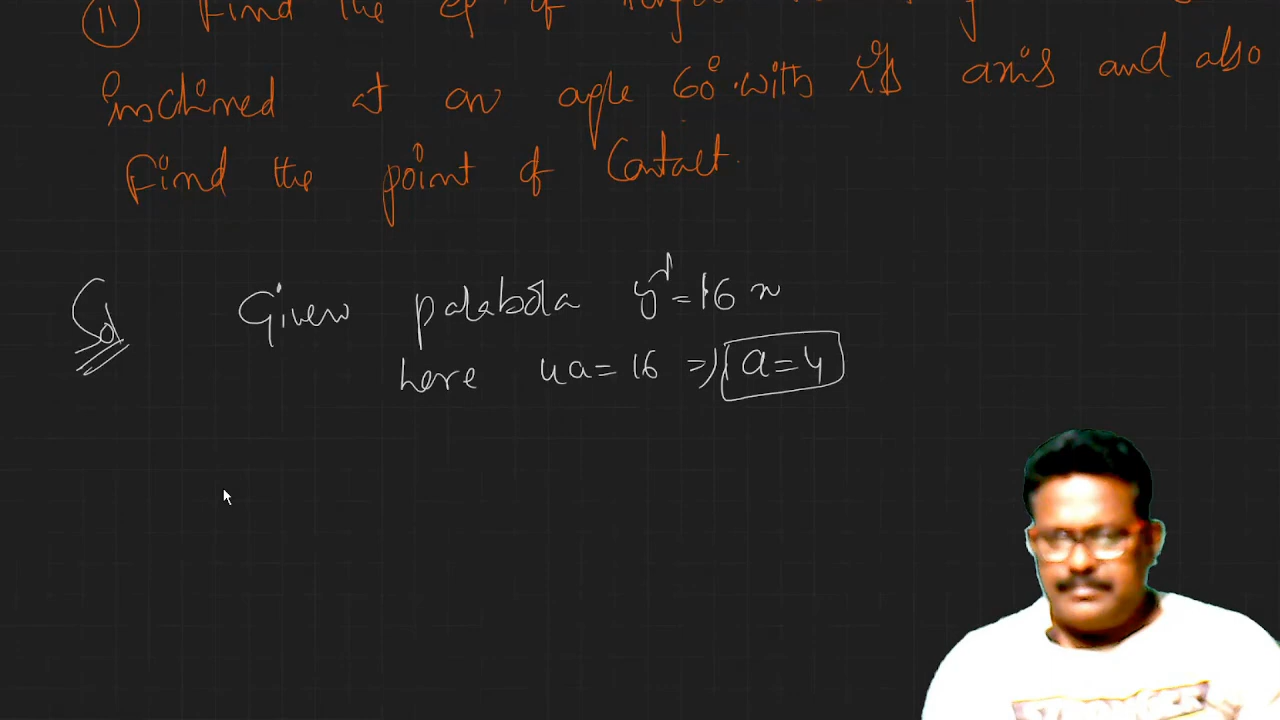 (11) Find the of
inclined at an angle 60° with its axis and also
Find the point of Contact.
Sol Given parabola y² = 16x
here 4a = 16 => a = 4